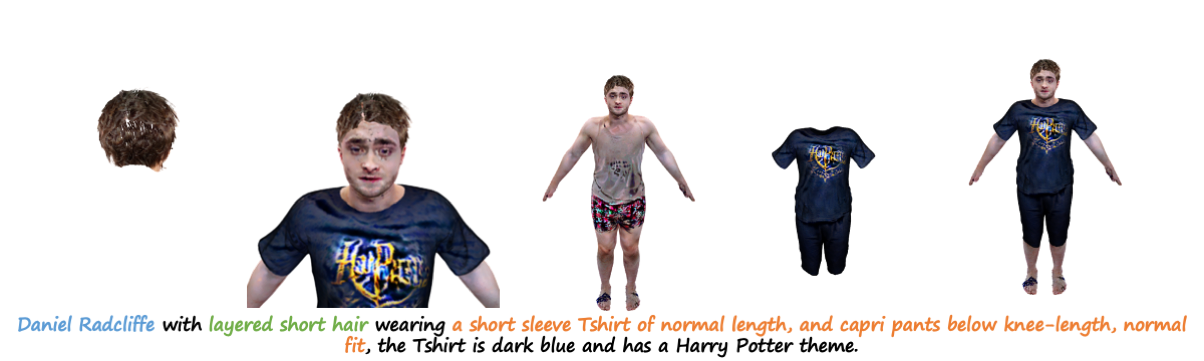 Daniel Radcliffe with layered short hair wearing a short sleeve Tshirt of normal length, and capri pants below knee-length, normal
fit, the Tshirt is dark blue and has a Harry Potter theme.